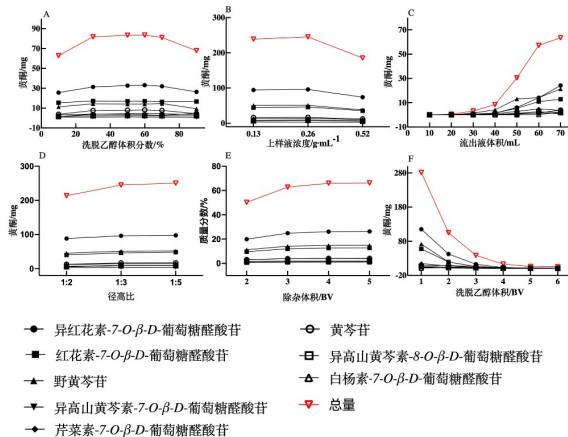 A
B
C
黄酮/mg
90
70
50
30
10
-10
0
20
40
60
80
100
洗脱乙醇体积分数/%
黄酮/mg
300
200
100
0
0.13
0.26
0.52
上样液浓度/g·mL⁻¹
黄酮/mg
70
50
30
10
-10
10
20
30
40
50
60
70
流出液体积/mL
D
E
F
黄酮/mg
300
200
100
0
1:2
1:3
1:5
径高比
质量分数/%
80
60
40
20
0
2
3
4
5
除杂体积/BV
黄酮/mg
280
180
80
-20
1
2
3
4
5
6
洗脱乙醇体积/BV
异红花素-7-O-β-D-葡萄糖醛酸苷
红花素-7-O-β-D-葡萄糖醛酸苷
野黄芩苷
异高山黄芩素-7-O-β-D-葡萄糖醛酸苷
芹菜素-7-O-β-D-葡萄糖醛酸苷
黄芩苷
异高山黄芩素-8-O-β-D-葡萄糖醛酸苷
白杨素-7-O-β-D-葡萄糖醛酸苷
总量